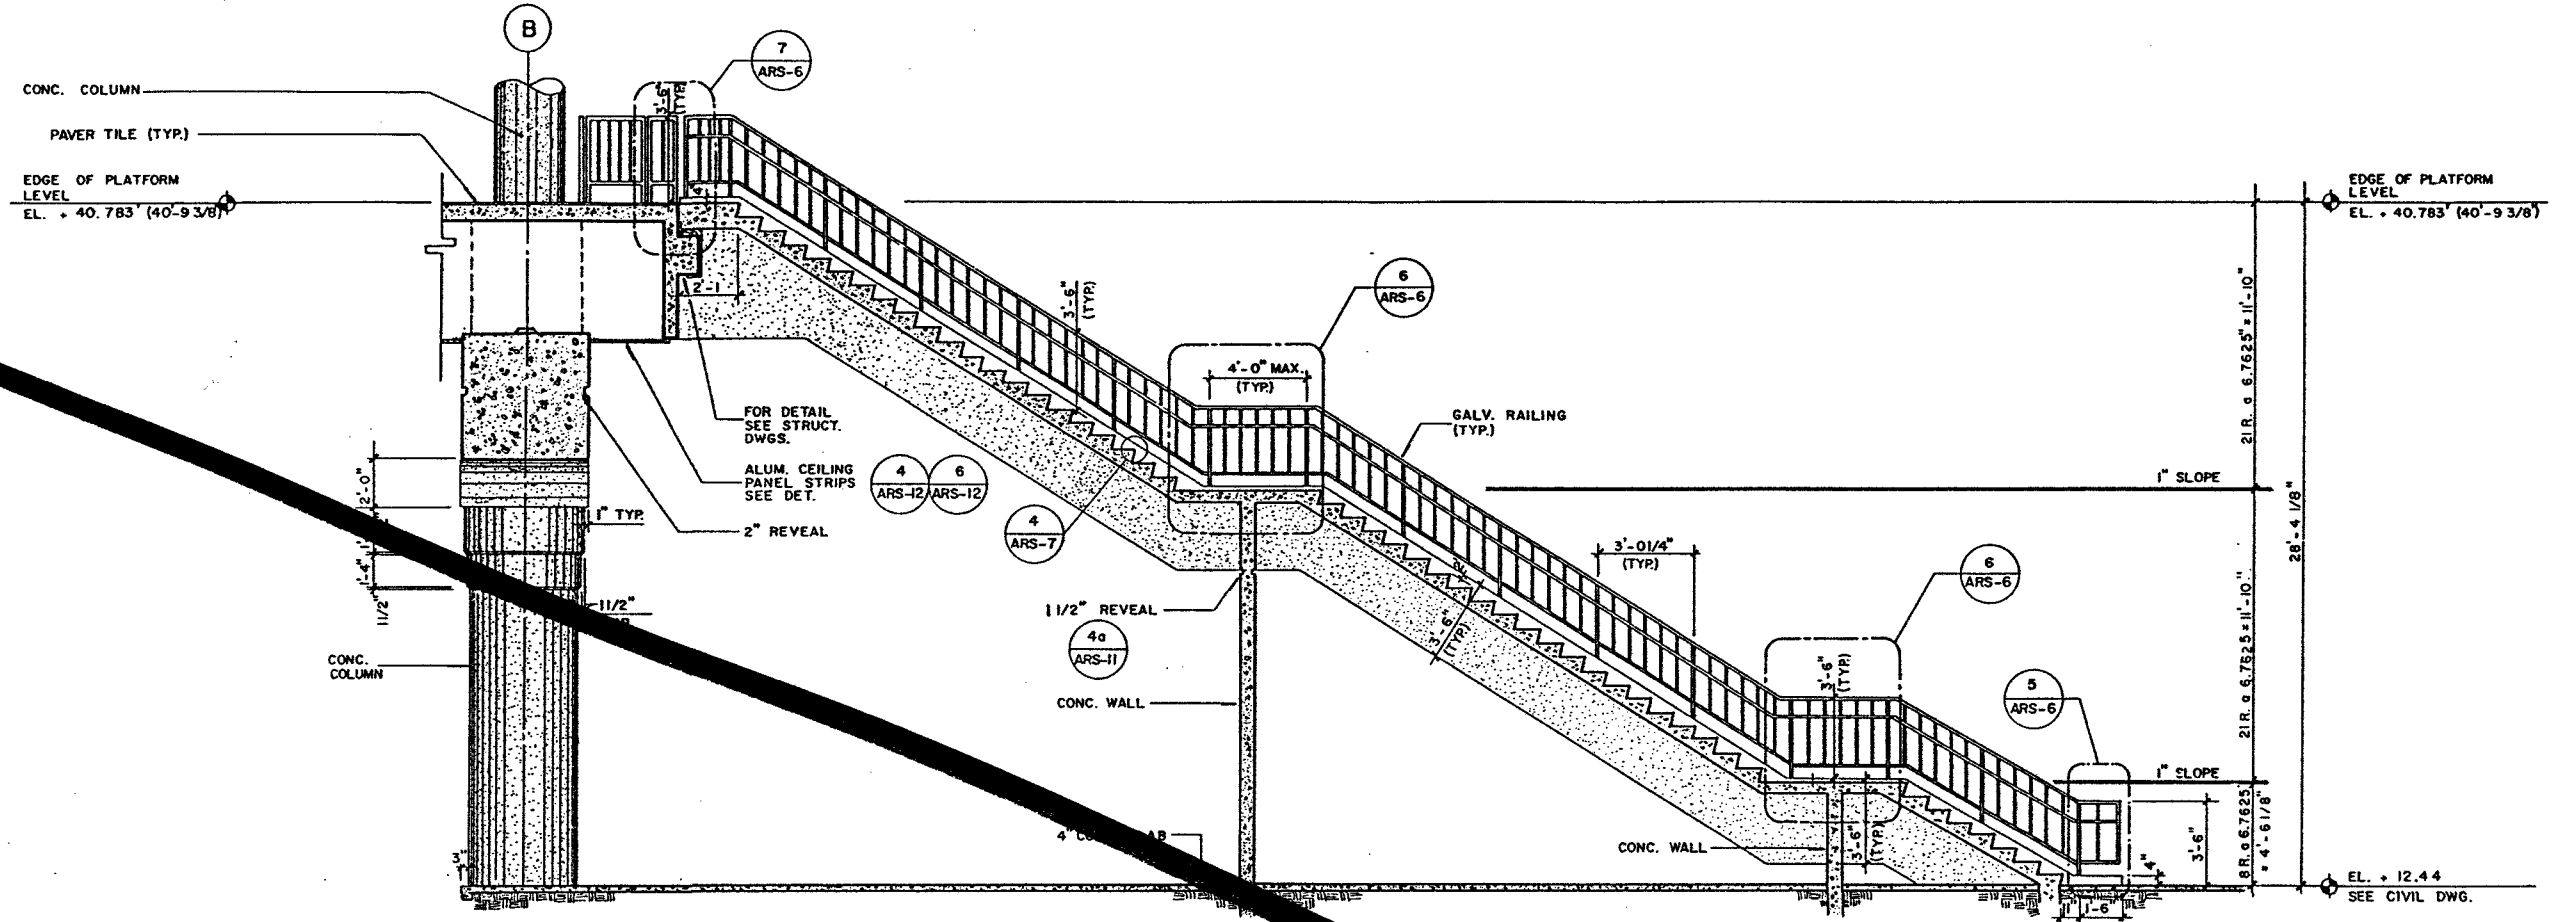 B
7
ARS-6
CONC. COLUMN
3'-6"
(TYP.)
PAVER TILE (TYP.)
EDGE OF PLATFORM
LEVEL
EL. + 40.783' (40'-9 3/8")
EDGE OF PLATFORM
LEVEL
EL. + 40.783' (40'-9 3/8")
2'-1
3'-6"
(TYP.)
6
ARS-6
4'-0" MAX.
(TYP.)
21 R. @ 6.7625" = 11'-10"
FOR DETAIL
SEE STRUCT.
DWGS.
GALV. RAILING
(TYP.)
ALUM. CEILING
PANEL STRIPS
SEE DET.
4
ARS-12
6
ARS-12
1" SLOPE
2'-0"
1" TYP.
2" REVEAL
4
ARS-7
28'-4 1/8"
3'-0 1/4"
(TYP.)
1'-4"
1 1/2"
1 1/2"
1 1/2" REVEAL
4a
ARS-11
3'-6"
(TYP.)
6
ARS-6
21 R. @ 6.7625 = 11'-10"
CONC.
COLUMN
CONC. WALL
3'-6"
(TYP.)
5
ARS-6
1" SLOPE
CONC. WALL
3'-6"
(TYP.)
3'-6"
8 R. @ 6.7625
= 4'-6 1/8"
4"
3"
EL. + 12.44
SEE CIVIL DWG.
11"
1-6